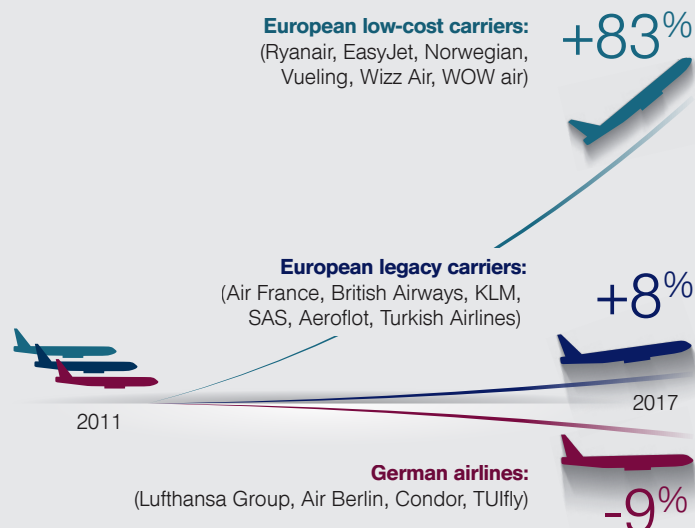 European low-cost carriers:
(Ryanair, EasyJet, Norwegian,
Vueling, Wizz Air, WOW air)
+83%
European legacy carriers:
(Air France, British Airways, KLM,
SAS, Aeroflot, Turkish Airlines)
+8%
2011
2017
German airlines:
(Lufthansa Group, Air Berlin, Condor, TUIfly)
-9%